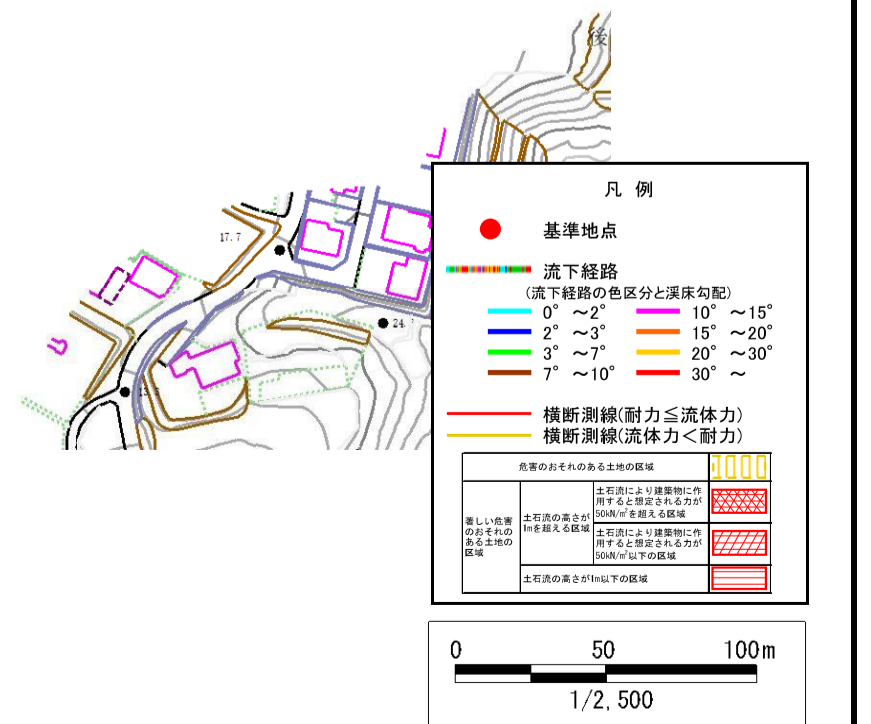 後
17.7
24.
凡 例
基準地点
流下経路
(流下経路の色区分と渓床勾配)
0° ~2°
10° ~15°
2° ~3°
15° ~20°
3° ~7°
20° ~30°
7° ~10°
30° ~
横断測線(耐力≦流体力)
横断測線(流体力<耐力)
危害のおそれのある土地の区域
著しい危害
のおそれの
ある土地の
区域
土石流の高さが
1mを超える区域
土石流により建築物に作
用すると想定される力が
50kN/㎡を超える区域
土石流により建築物に作
用すると想定される力が
50kN/㎡以下の区域
土石流の高さが1m以下の区域
0 50 100m
1/2,500